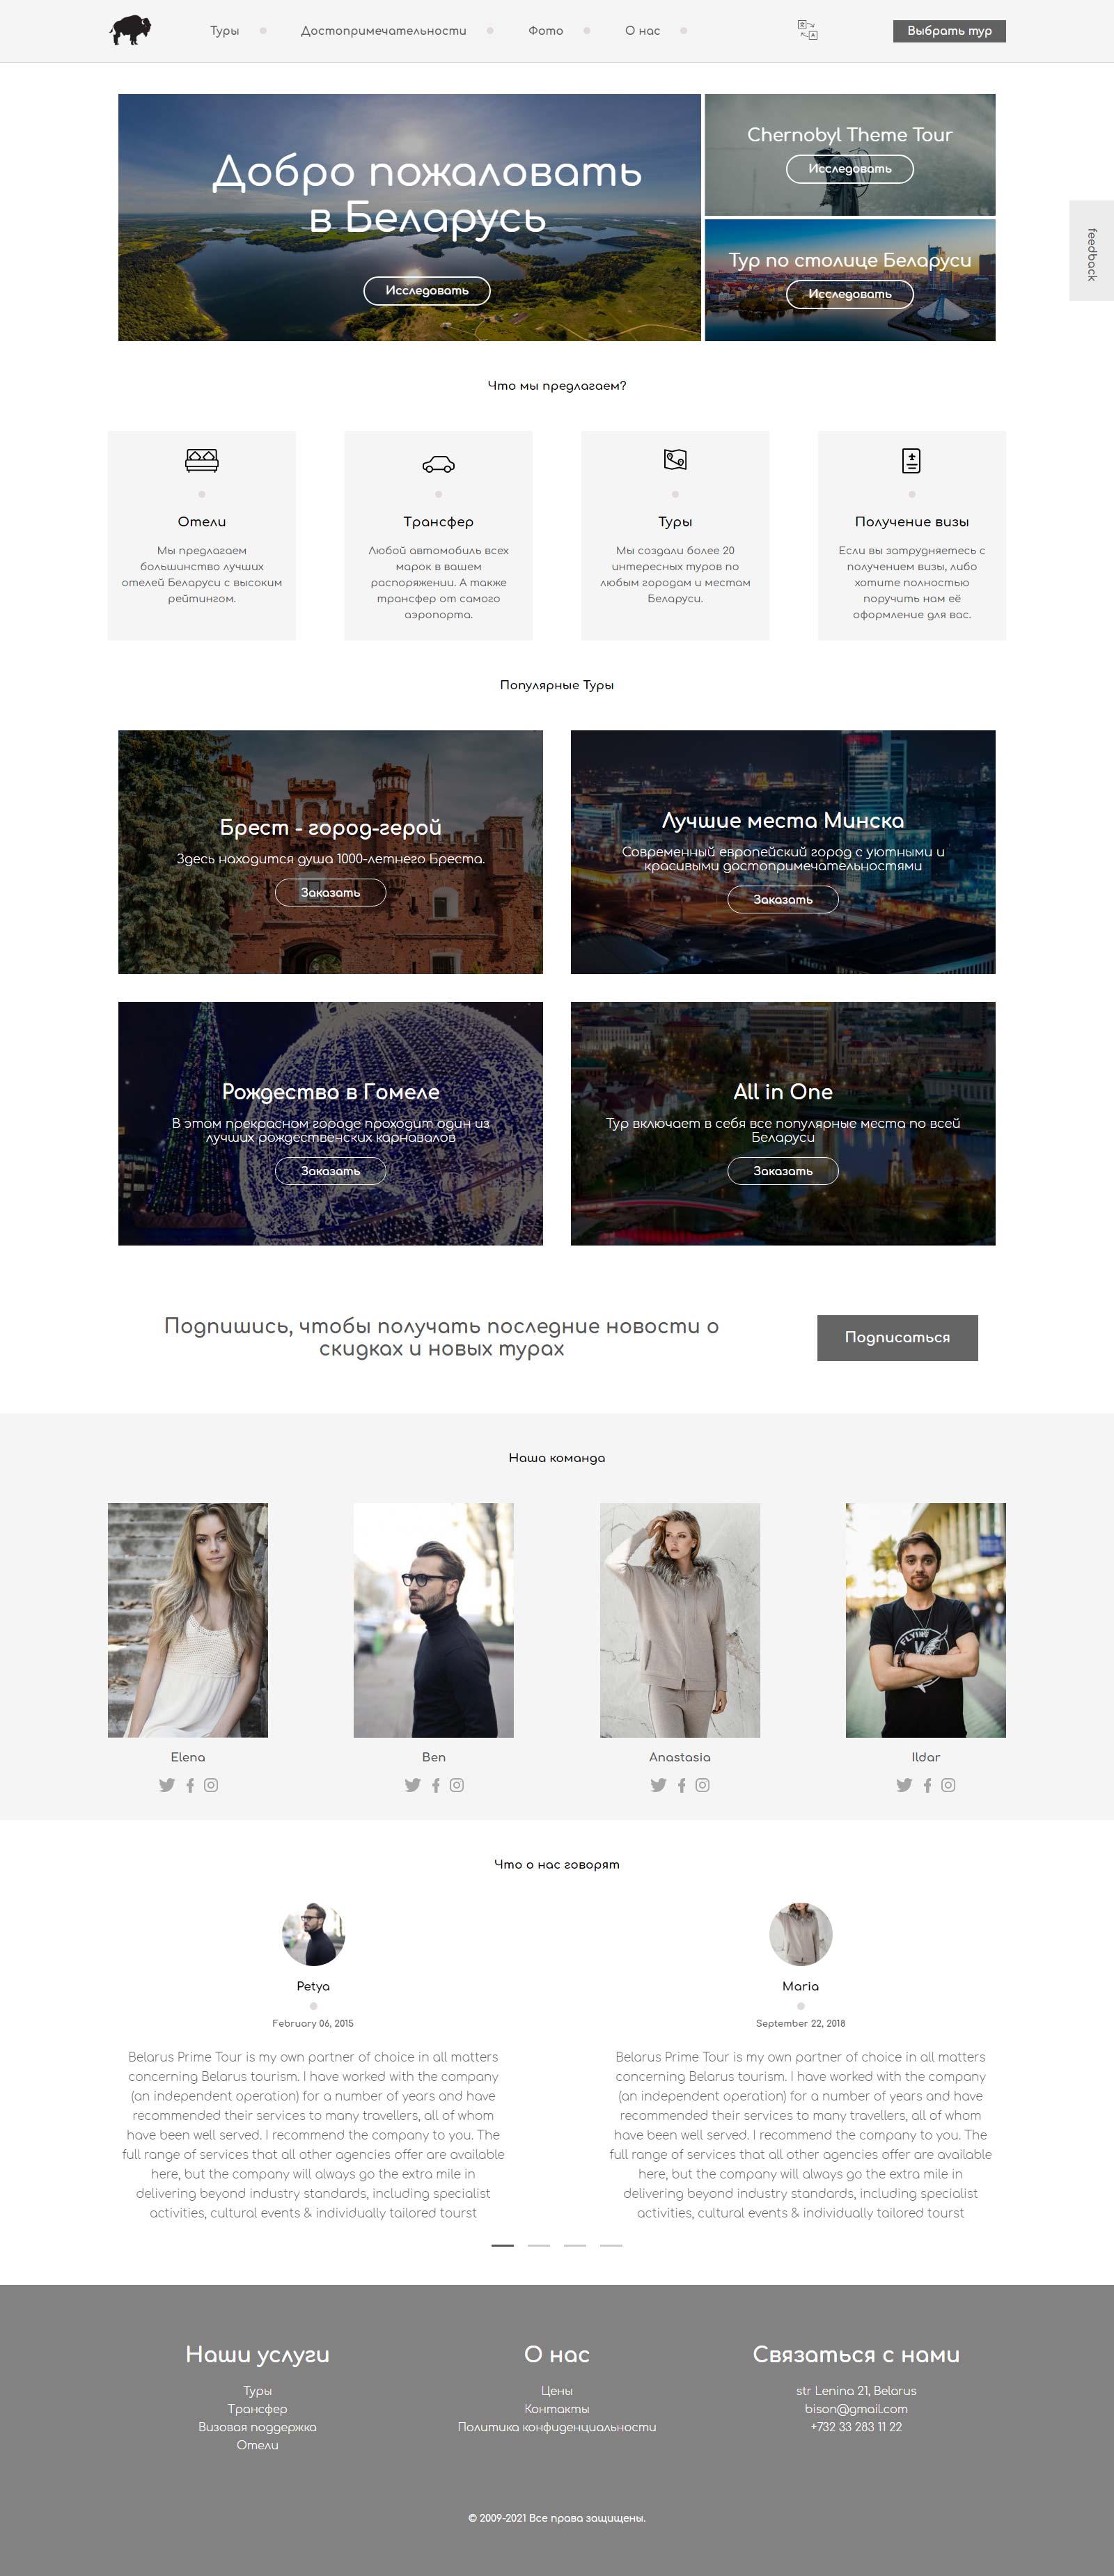 Туры
Достопримечательности
Фото
О нас
Выбрать тур
Добро пожаловать
в Беларусь
Исследовать
Chernobyl Theme Tour
Исследовать
Тур по столице Беларуси
Исследовать
feedback
Что мы предлагаем?
Отели
Мы предлагаем
большинство лучших
отелей Беларуси с высоким
рейтингом.
Трансфер
Любой автомобиль всех
марок в вашем
распоряжении. А также
трансфер от самого
аэропорта.
Туры
Мы создали более 20
интересных туров по
любым городам и местам
Беларуси.
Получение визы
Если вы затрудняетесь с
получением визы, либо
хотите полностью
поручить нам её
оформление для вас.
Популярные Туры
Брест - город-герой
Здесь находится душа 1000-летнего Бреста.
Заказать
Лучшие места Минска
Современный европейский город с уютными и
красивыми достопримечательностями
Заказать
Рождество в Гомеле
В этом прекрасном городе проходит один из
лучших рождественских карнавалов
Заказать
All in One
Тур включает в себя все популярные места по всей
Беларуси
Заказать
Подпишись, чтобы получать последние новости о
скидках и новых турах
Подписаться
Наша команда
FLYING
V
Elena
Ben
Anastasia
Ildar
Что о нас говорят
Petya
February 06, 2015
Belarus Prime Tour is my own partner of choice in all matters
concerning Belarus tourism. I have worked with the company
(an independent operation) for a number of years and have
recommended their services to many travellers, all of whom
have been well served. I recommend the company to you. The
full range of services that all other agencies offer are available
here, but the company will always go the extra mile in
delivering beyond industry standards, including specialist
activities, cultural events & individually tailored tourst
Maria
September 22, 2018
Belarus Prime Tour is my own partner of choice in all matters
concerning Belarus tourism. I have worked with the company
(an independent operation) for a number of years and have
recommended their services to many travellers, all of whom
have been well served. I recommend the company to you. The
full range of services that all other agencies offer are available
here, but the company will always go the extra mile in
delivering beyond industry standards, including specialist
activities, cultural events & individually tailored tourst
Наши услуги
Туры
Трансфер
Визовая поддержка
Отели
О нас
Цены
Контакты
Политика конфиденциальности
Связаться с нами
str Lenina 21, Belarus
bison@gmail.com
+732 33 283 11 22
© 2009-2021 Все права защищены.